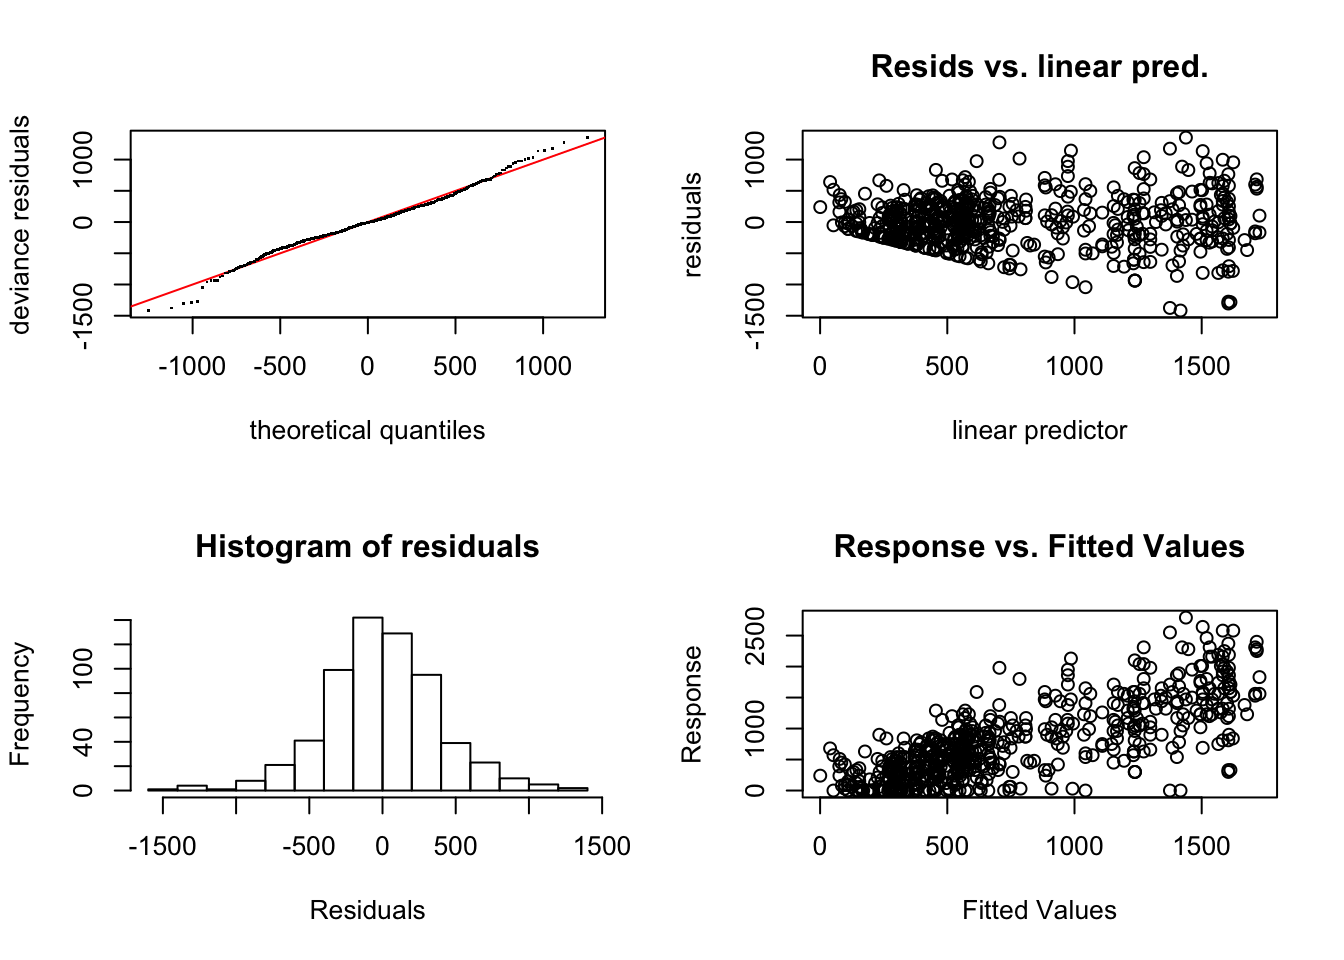 deviance residuals
1000
0
-1500
-1000 -500 0 500 1000
theoretical quantiles
Resids vs. linear pred.
residuals
1000
0
-1500
0 500 1000 1500
linear predictor
Histogram of residuals
Frequency
100
40
0
-1500 -500 0 500 1500
Residuals
Response vs. Fitted Values
Response
2500
1000
0
0 500 1000 1500
Fitted Values